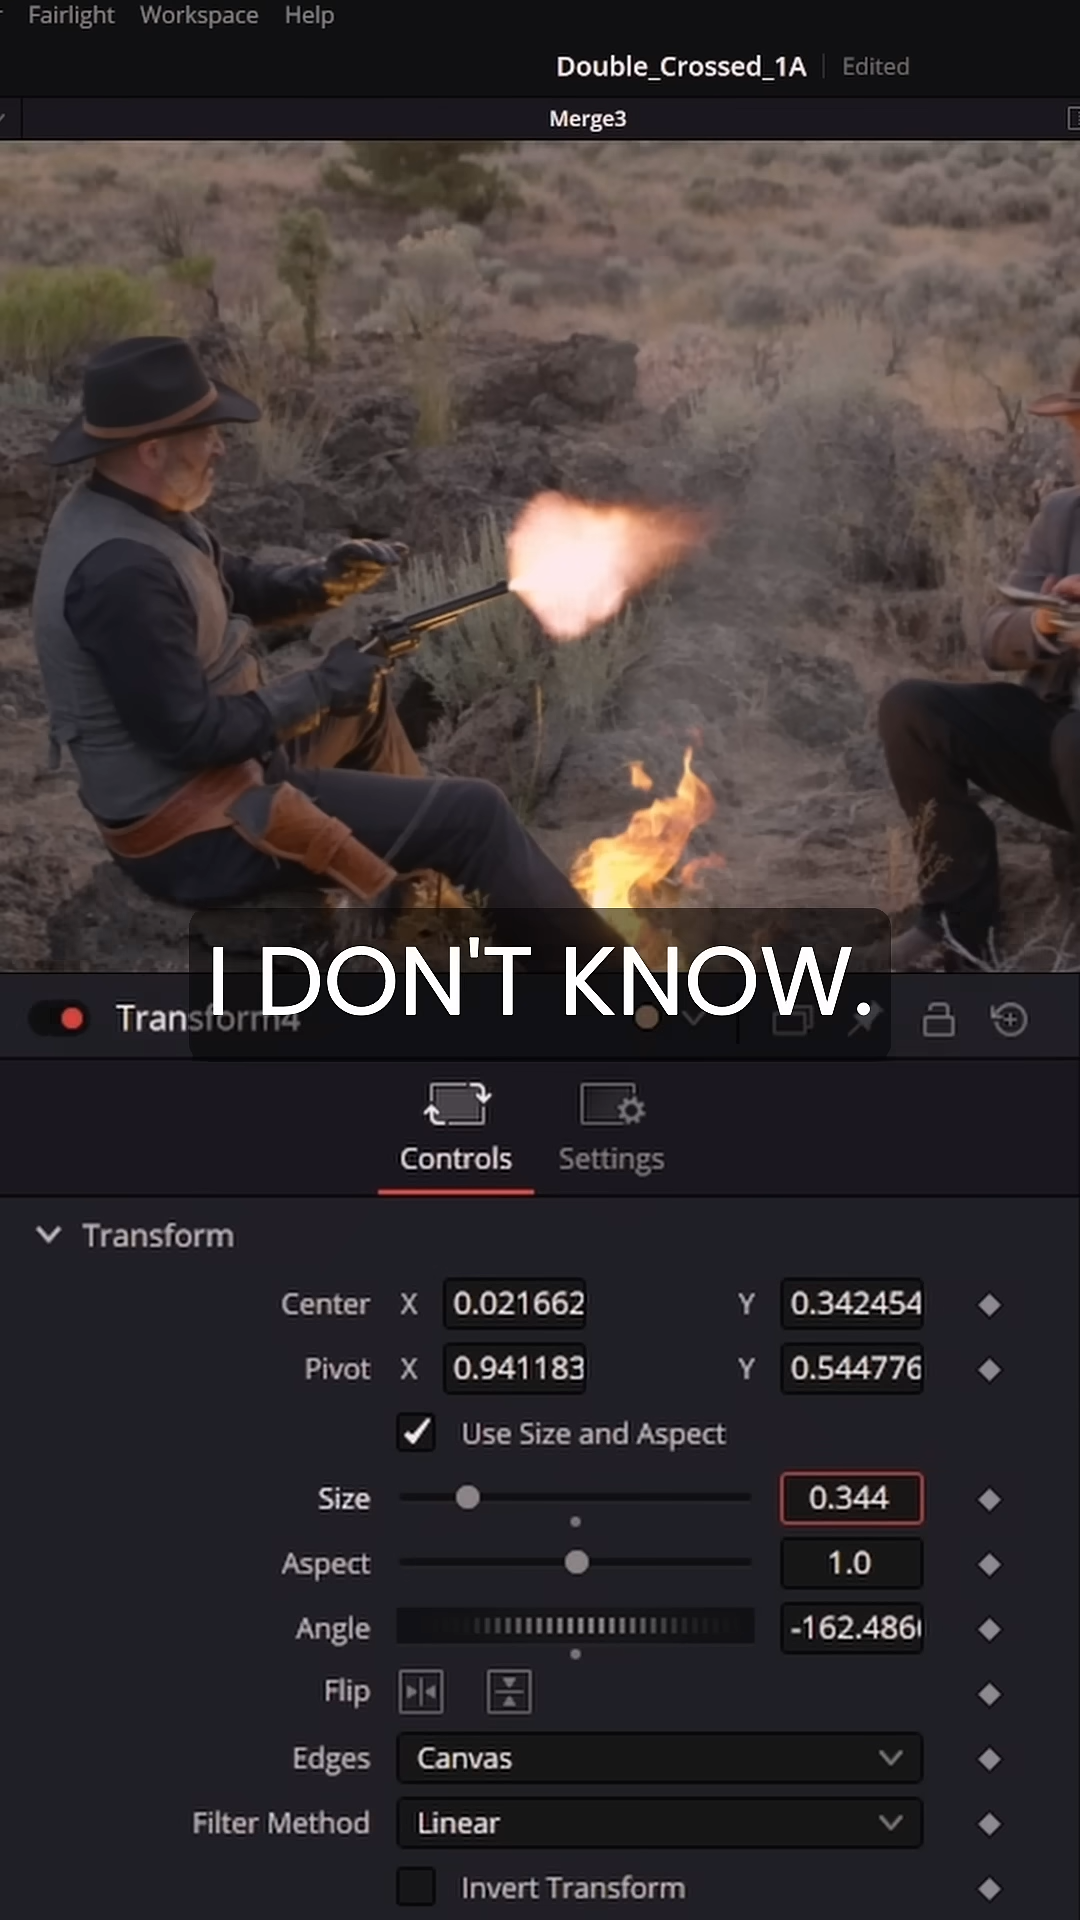 Fairlight Workspace Help
Double_Crossed_1A Edited
Merge3
I DON'T KNOW.
Transform4
Controls Settings
Transform
Center X 0.021662 Y 0.342454
Pivot X 0.941183 Y 0.544776
Use Size and Aspect
Size 0.344
Aspect 1.0
Angle -162.486
Flip
Edges Canvas
Filter Method Linear
Invert Transform